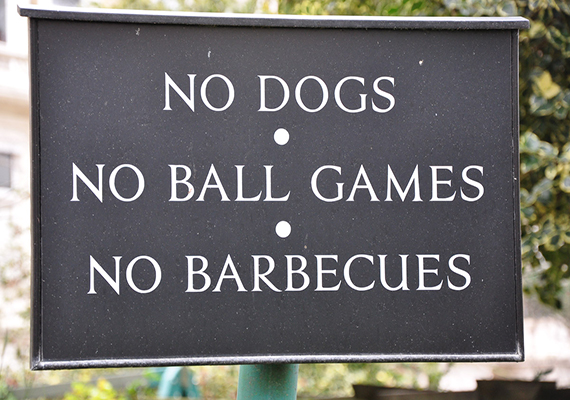 NO DOGS
•
NO BALL GAMES
•
NO BARBECUES